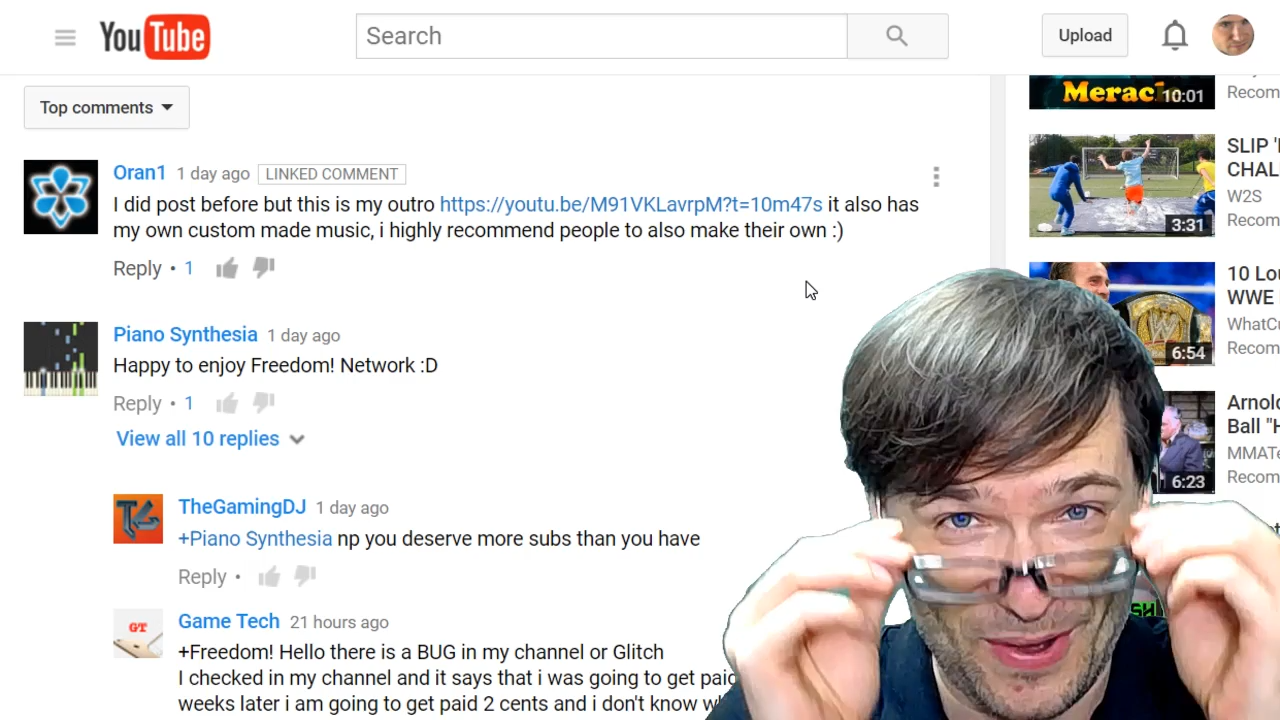 YouTube
Search
Upload
Top comments
Oran1 1 day ago LINKED COMMENT
I did post before but this is my outro https://youtu.be/M91VKLavrpM?t=10m47s it also has
my own custom made music, i highly recommend people to also make their own :)
Reply • 1
Piano Synthesia 1 day ago
Happy to enjoy Freedom! Network :D
Reply • 1
View all 10 replies
TheGamingDJ 1 day ago
+Piano Synthesia np you deserve more subs than you have
Reply •
GT
Game Tech 21 hours ago
+Freedom! Hello there is a BUG in my channel or Glitch
I checked in my channel and it says that i was going to get paid
weeks later i am going to get paid 2 cents and i don't know
10:01
Recom
SLIP
CHAL
W2S
Recom
3:31
10 Lo
WWE
WhatCu
Recom
6:54
Arnol
Ball "H
MMATe
Recom
6:23